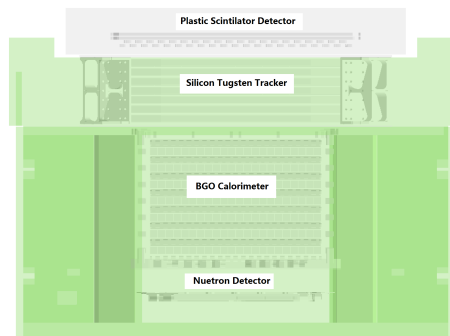 Plastic Scintilator Detector
Silicon Tugsten Tracker
BGO Calorimeter
Nuetron Detector